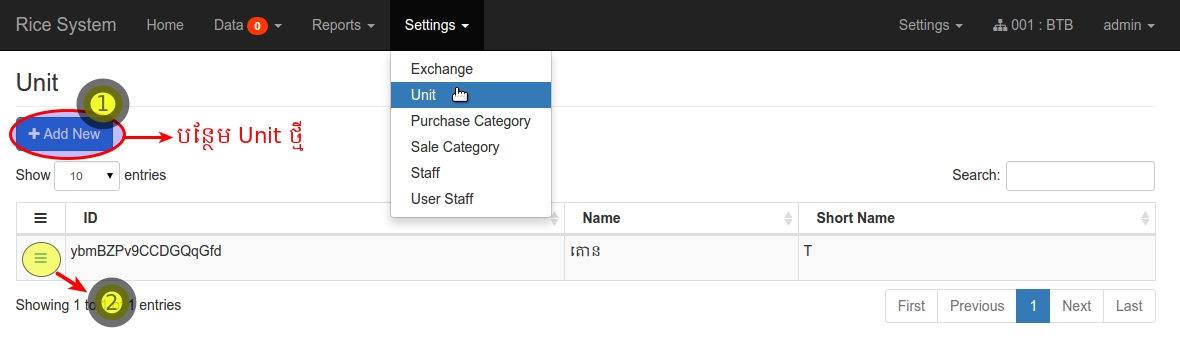 Rice System Home Data 0 Reports Settings Settings 001 : BTB admin
Exchange
Unit
Purchase Category
Sale Category
Staff
User Staff
Unit
1
Add New
បន្ថែម Unit ថ្មី
Show 10 entries Search:
ID Name Short Name
ybmBZPv9CCDGQqGfd តោន T
2
Showing 1 to 1 entries First Previous 1 Next Last